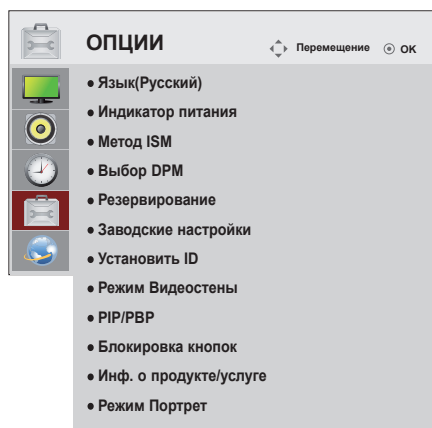 ОПЦИИ Перемещение OK
• Язык(Русский)
• Индикатор питания
• Метод ISM
• Выбор DPM
• Резервирование
• Заводские настройки
• Установить ID
• Режим Видеостены
• PIP/PBP
• Блокировка кнопок
• Инф. о продукте/услуге
• Режим Портрет